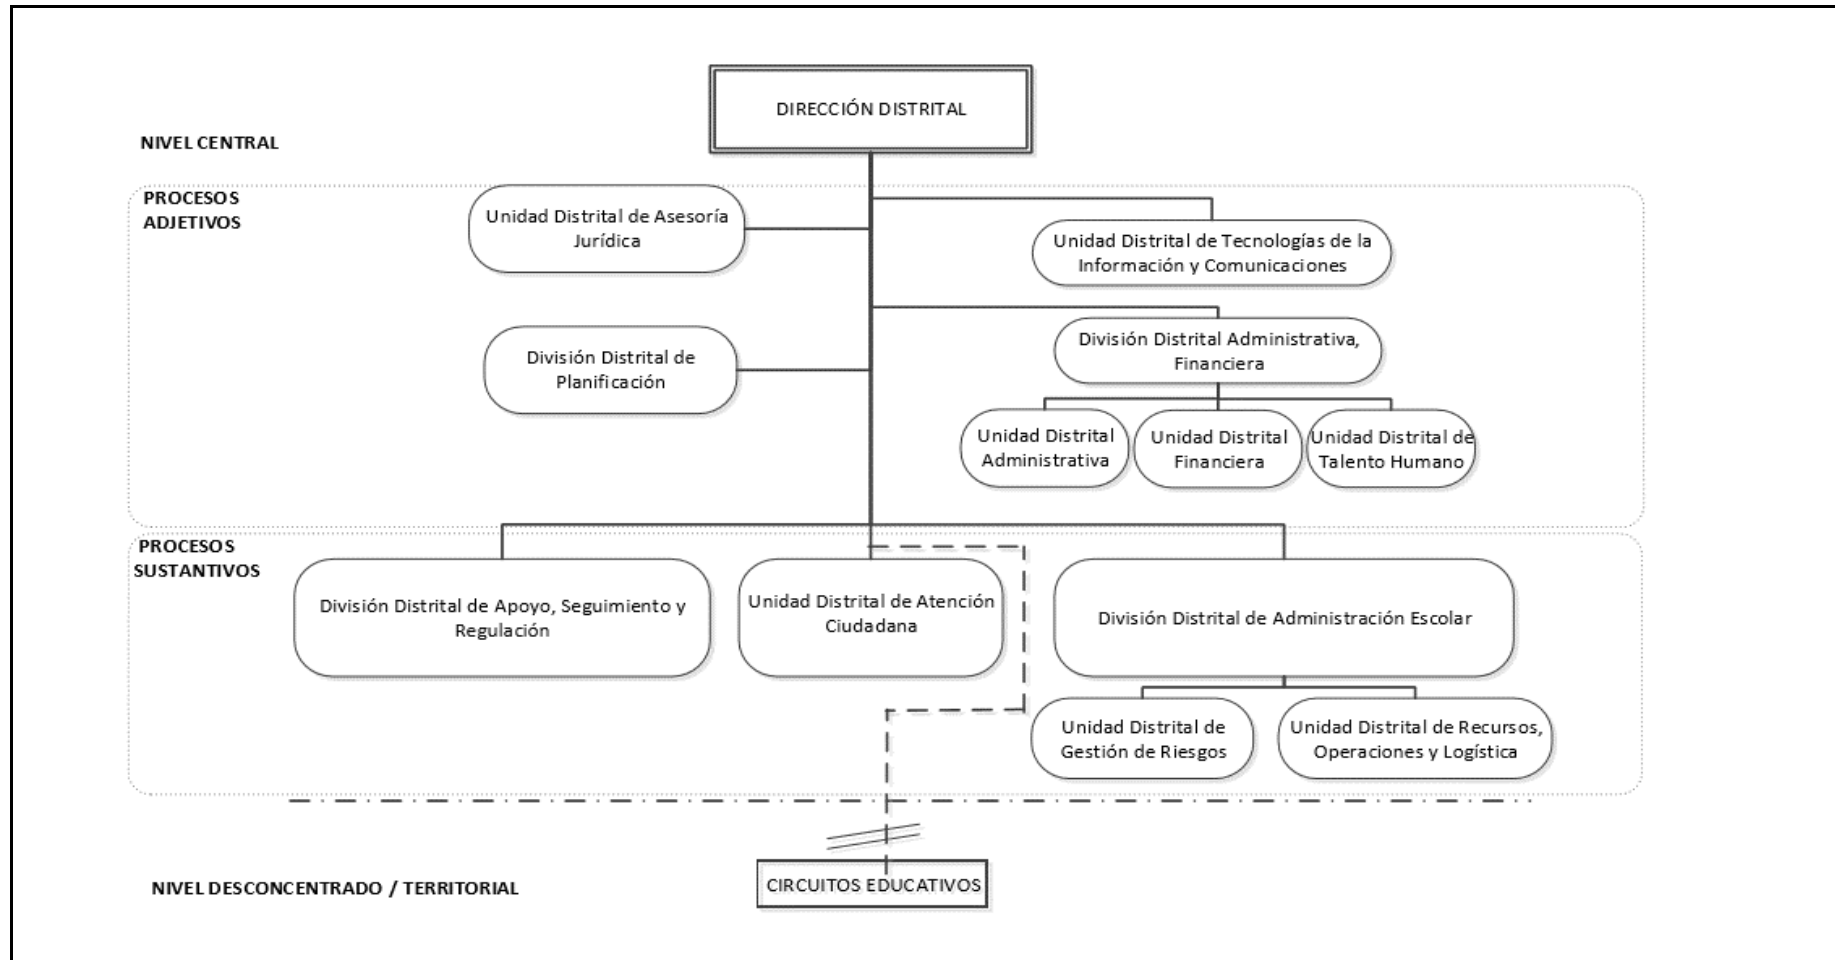 DIRECCIÓN DISTRITAL
NIVEL CENTRAL
PROCESOS
ADJETIVOS
Unidad Distrital de Asesoría
Jurídica
Unidad Distrital de Tecnologías de la
Información y Comunicaciones
División Distrital de
Planificación
División Distrital Administrativa,
Financiera
Unidad Distrital
Administrativa
Unidad Distrital
Financiera
Unidad Distrital de
Talento Humano
PROCESOS
SUSTANTIVOS
División Distrital de Apoyo, Seguimiento y
Regulación
Unidad Distrital de Atención
Ciudadana
División Distrital de Administración Escolar
Unidad Distrital de
Gestión de Riesgos
Unidad Distrital de Recursos,
Operaciones y Logística
NIVEL DESCONCENTRADO / TERRITORIAL
CIRCUITOS EDUCATIVOS